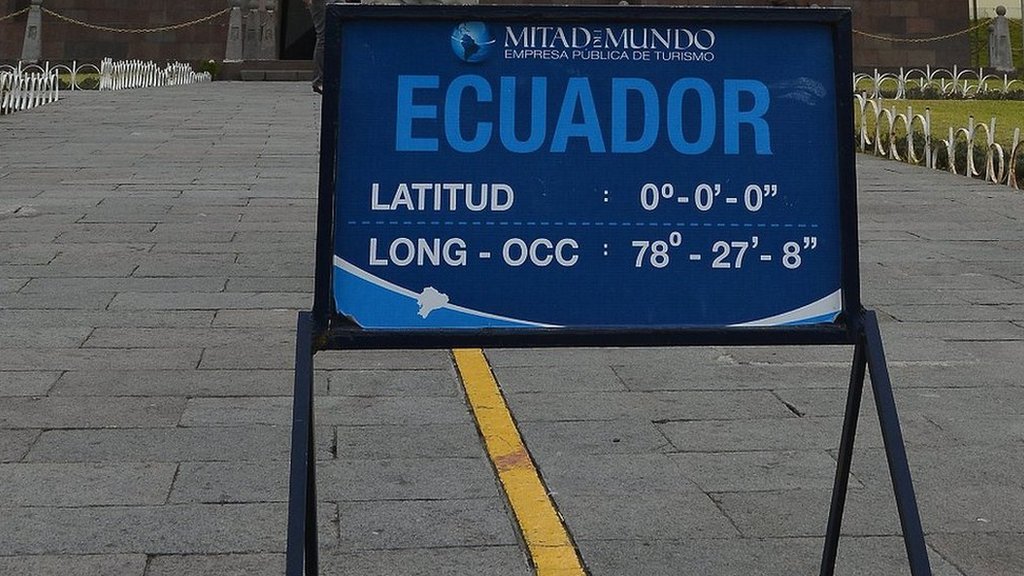 MITAD DEL MUNDO
EMPRESA PÚBLICA DE TURISMO
ECUADOR
LATITUD : 0º-0'-0”
LONG - OCC : 78º - 27'- 8”